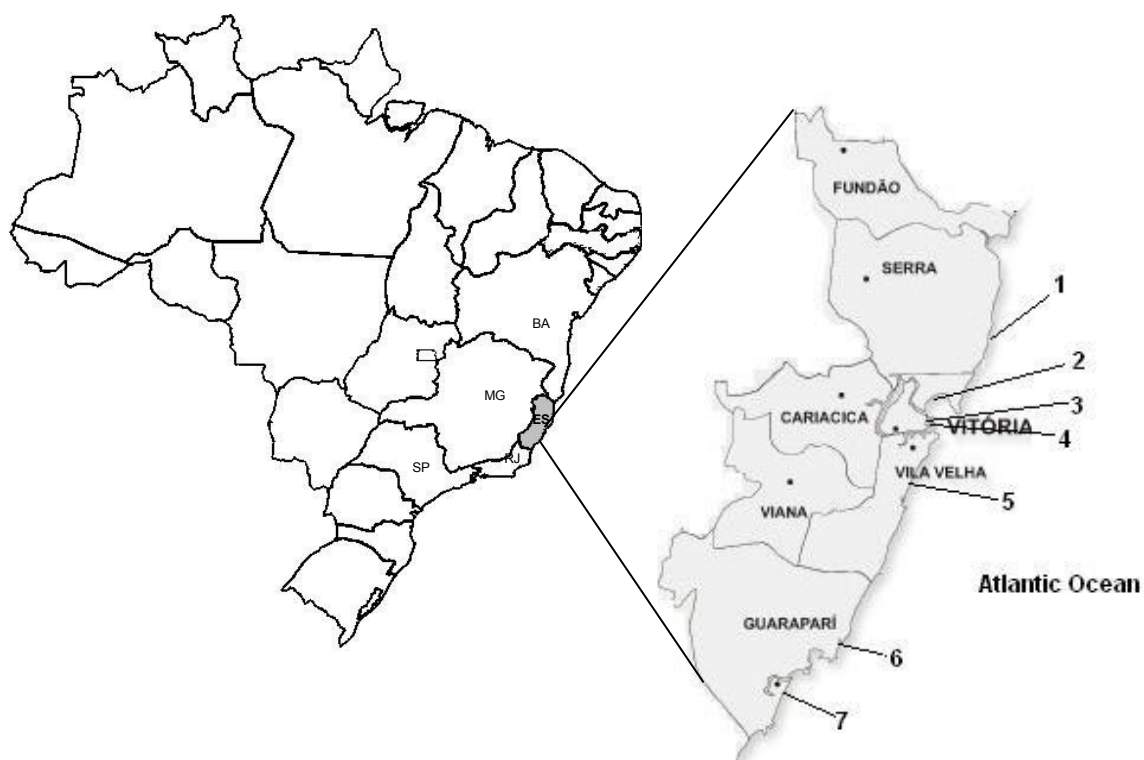 BA
MG
ES
SP
RJ
FUNDÃO
SERRA
1
2
CARIACICA
3
VITÓRIA
4
VILA VELHA
5
VIANA
Atlantic Ocean
GUARAPARÍ
6
7